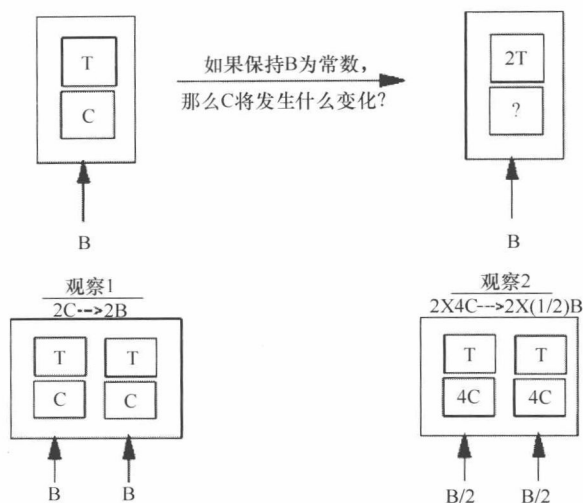 T
C
B
如果保持B为常数，
那么C将发生什么变化?
2T
?
B
观察1
2C--->2B
T T
C C
B B
观察2
2X4C--->2X(1/2)B
T T
4C 4C
B/2 B/2